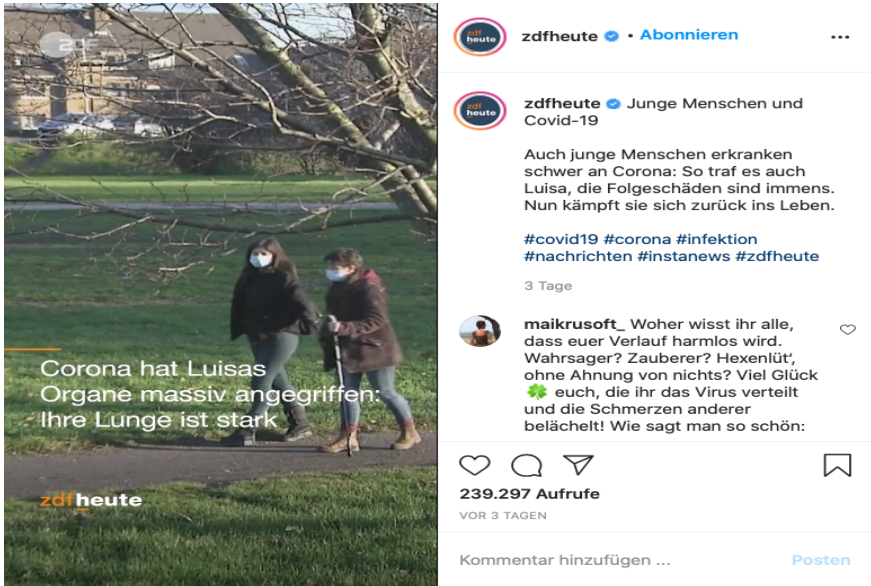 ZDF
Corona hat Luisas
Organe massiv angegriffen:
Ihre Lunge ist stark
zdfheute
zdf
heute
zdfheute • Abonnieren
zdf
heute
zdfheute Junge Menschen und
Covid-19
Auch junge Menschen erkranken
schwer an Corona: So traf es auch
Luisa, die Folgeschäden sind immens.
Nun kämpft sie sich zurück ins Leben.
#covid19 #corona #infektion
#nachrichten #instanews #zdfheute
3 Tage
maikrusoft_ Woher wisst ihr alle,
dass euer Verlauf harmlos wird.
Wahrsager? Zauberer? Hexenlüt‘,
ohne Ahnung von nichts? Viel Glück
🍀 euch, die ihr das Virus verteilt
und die Schmerzen anderer
belächelt! Wie sagt man so schön:
239.297 Aufrufe
VOR 3 TAGEN
Kommentar hinzufügen ... Posten